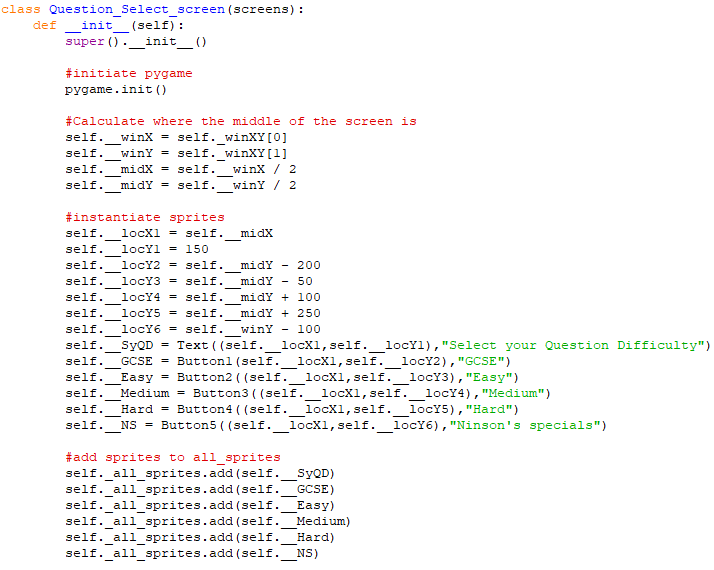 class Question_Select_screen(screens):
    def __init__(self):
        super().__init__()

        #initiate pygame
        pygame.init()

        #Calculate where the middle of the screen is
        self.__winX = self._winXY[0]
        self.__winY = self._winXY[1]
        self.__midX = self.__winX / 2
        self.__midY = self.__winY / 2

        #instantiate sprites
        self.__locX1 = self.__midX
        self.__locY1 = 150
        self.__locY2 = self.__midY - 200
        self.__locY3 = self.__midY - 50
        self.__locY4 = self.__midY + 100
        self.__locY5 = self.__midY + 250
        self.__locY6 = self.__winY - 100
        self.__SyQD = Text((self.__locX1,self.__locY1),"Select your Question Difficulty")
        self.__GCSE = Button1(self.__locX1,self.__locY2),"GCSE")
        self.__Easy = Button2((self.__locX1,self.__locY3),"Easy")
        self.__Medium = Button3((self.__locX1,self.__locY4),"Medium")
        self.__Hard = Button4((self.__locX1,self.__locY5),"Hard")
        self.__NS = Button5((self.__locX1,self.__locY6),"Ninson's specials")

        #add sprites to all_sprites
        self._all_sprites.add(self.__SyQD)
        self._all_sprites.add(self.__GCSE)
        self._all_sprites.add(self.__Easy)
        self._all_sprites.add(self.__Medium)
        self._all_sprites.add(self.__Hard)
        self._all_sprites.add(self.__NS)